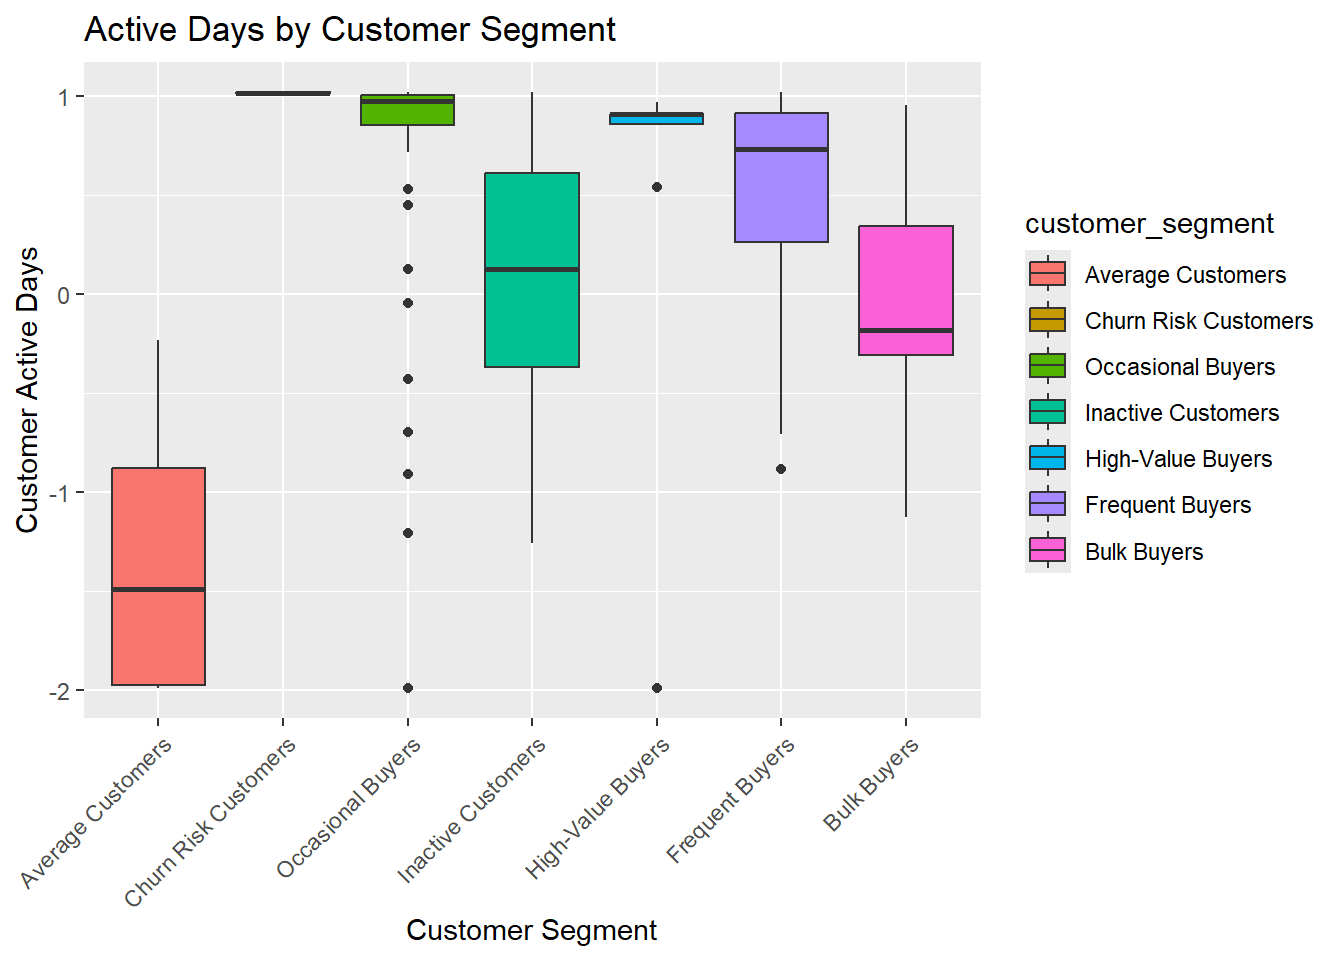 Active Days by Customer Segment
Customer Active Days
1
0
-1
-2
Average Customers
Churn Risk Customers
Occasional Buyers
Inactive Customers
High-Value Buyers
Frequent Buyers
Bulk Buyers
Customer Segment
customer_segment
Average Customers
Churn Risk Customers
Occasional Buyers
Inactive Customers
High-Value Buyers
Frequent Buyers
Bulk Buyers